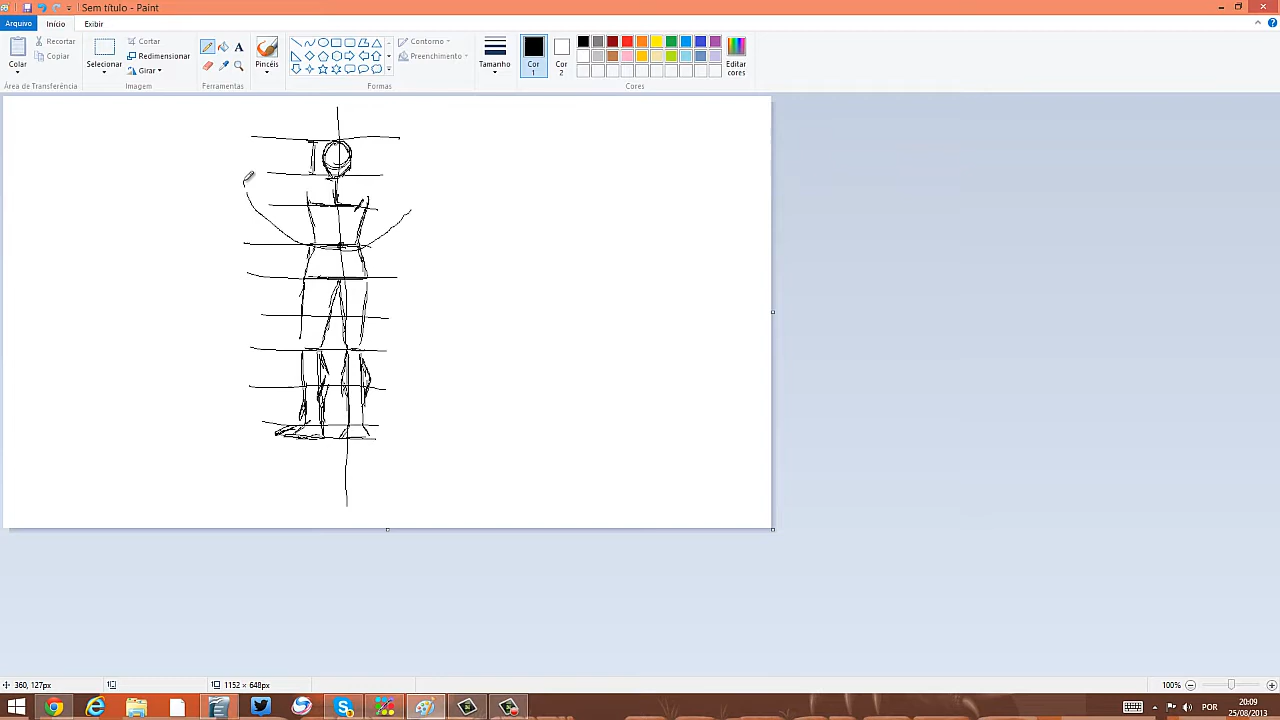 Sem título - Paint
Arquivo Início Exibir
Colar
Recortar
Copiar
Área de Transferência
Selecionar
Cortar
Redimensionar
Girar
Imagem
A
Ferramentas
Pincéis
Contorno
Preenchimento
Formas
Tamanho
Cor 1
Cor 2
Editar cores
Cores
360, 127px
1152 × 648px
100%
POR
20:09
25/08/2013